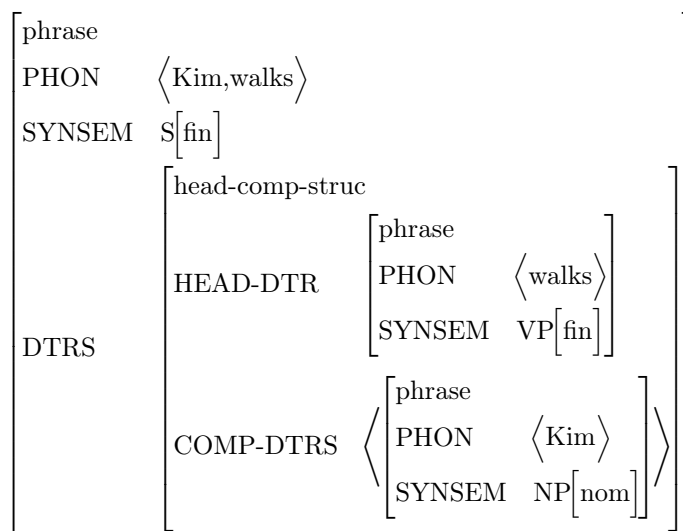 phrase
PHON ⟨Kim,walks⟩
SYNSEM S[fin]
head-comp-struc
phrase
HEAD-DTR PHON ⟨walks⟩
SYNSEM VP[fin]
DTRS
phrase
COMP-DTRS ⟨ PHON ⟨Kim⟩ ⟩
SYNSEM NP[nom]